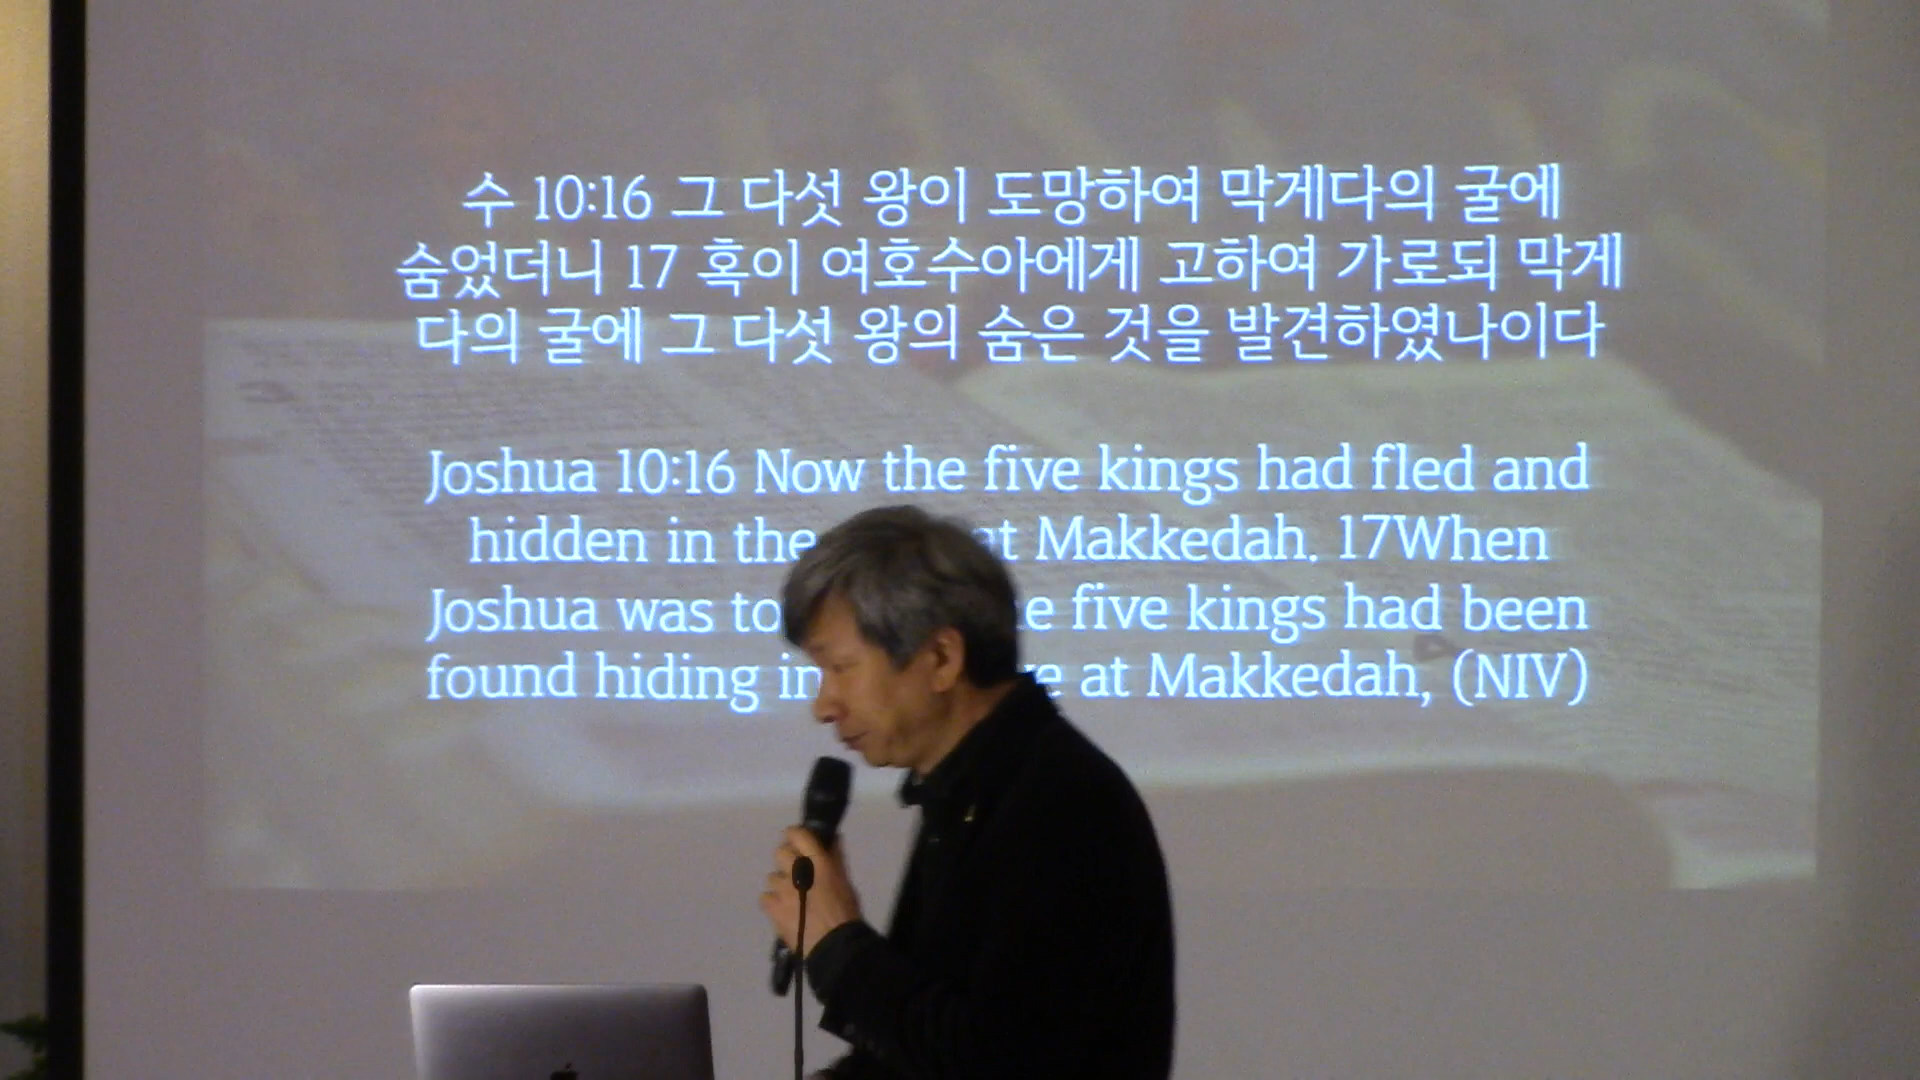 수 10:16 그 다섯 왕이 도망하여 막게다의 굴에
숨었더니 17 혹이 여호수아에게 고하여 가로되 막게
다의 굴에 그 다섯 왕의 숨은 것을 발견하였나이다
Joshua 10:16 Now the five kings had fled and
hidden in the at Makkedah. 17When
Joshua was five kings had been
found hiding in at Makkedah, (NIV)